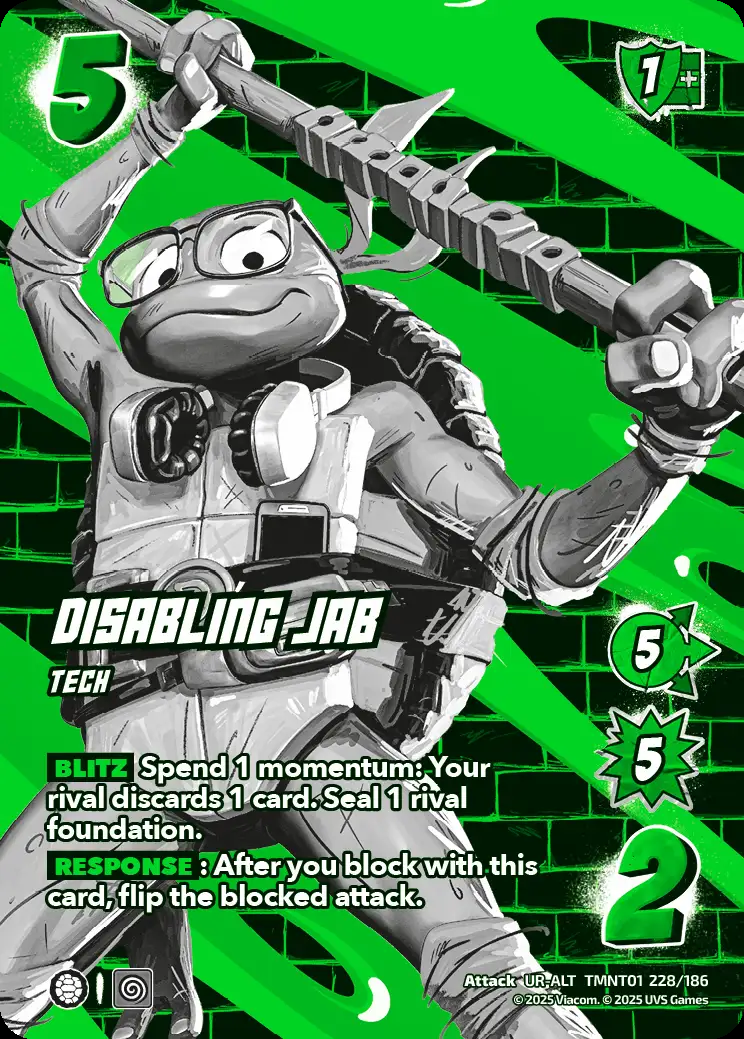 5
1
DISABLING JAB
TECH
5
5
BLITZ Spend 1 momentum: Your
rival discards 1 card. Seal 1 rival
foundation.
RESPONSE : After you block with this
card, flip the blocked attack.
2
Attack UR-ALT TMNT01 228/186
© 2025 Viacom. © 2025 UVS Games